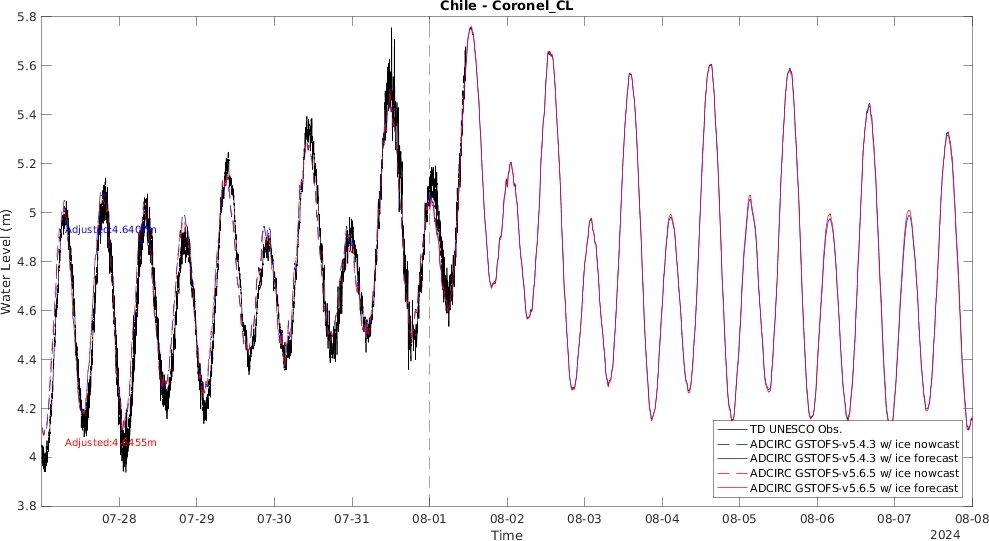 Chile - Coronel_CL
5.8
5.6
5.4
5.2
5
4.8
4.6
4.4
4.2
4
3.8
Water Level (m)
Adjusted:4.6455m
TD UNESCO Obs.
ADCIRC GSTOFS-v5.4.3 w/ ice nowcast
ADCIRC GSTOFS-v5.4.3 w/ ice forecast
ADCIRC GSTOFS-v5.6.5 w/ ice nowcast
ADCIRC GSTOFS-v5.6.5 w/ ice forecast
07-28
07-29
07-30
07-31
08-01
08-02
08-03
08-04
08-05
08-06
08-07
08-08
Time
2024